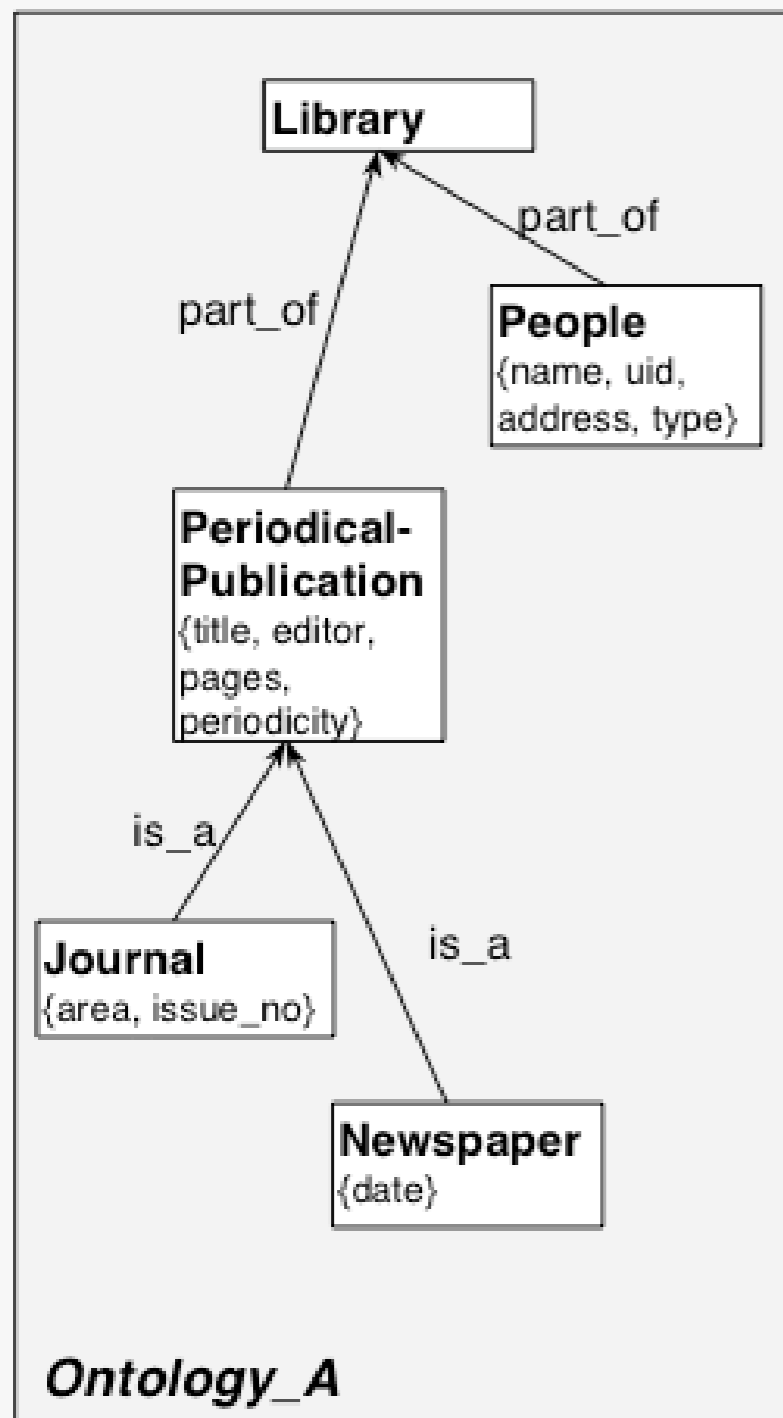 Library
part_of
part_of
People
{name, uid,
address, type}
Periodical-
Publication
{title, editor,
pages,
periodicity}
is_a
is_a
Journal
{area, issue_no}
Newspaper
{date}
Ontology_A